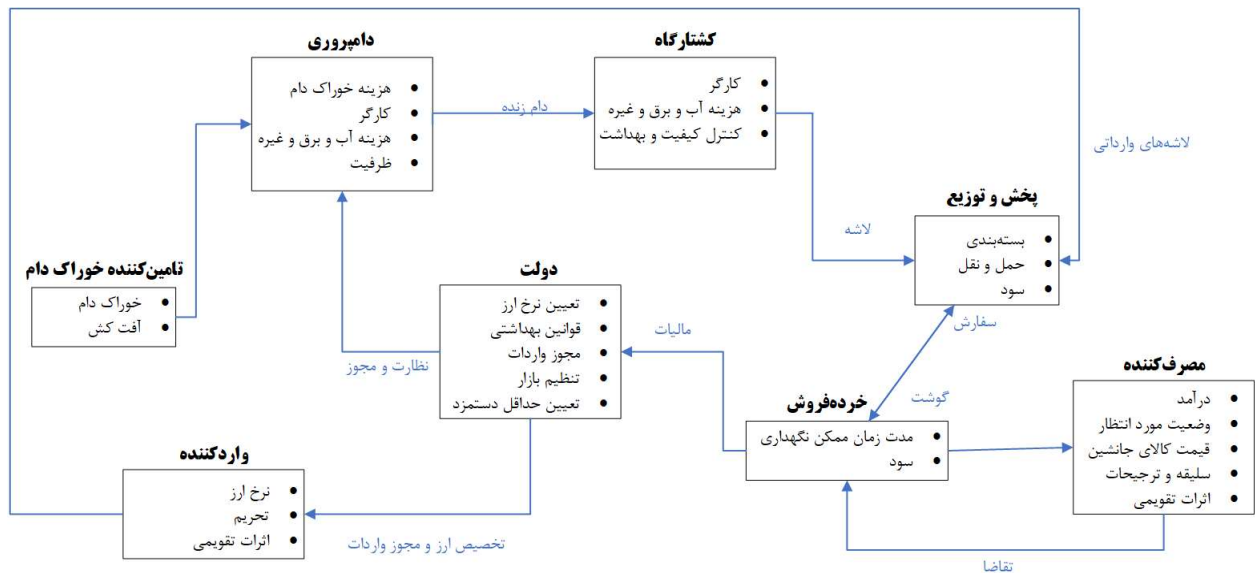 دامپروری
هزینه خوراک دام
کارگر
هزینه آب و برق و غیره
ظرفیت
دام زنده
کشتارگاه
کارگر
هزینه آب و برق و غیره
کنترل کیفیت و بهداشت
لاشه‌های وارداتی
پخش و توزیع
بسته‌بندی
حمل و نقل
سود
لاشه
تامین‌کننده خوراک دام
خوراک دام
آفت کش
دولت
تعیین نرخ ارز
قوانین بهداشتی
مجوز واردات
تنظیم بازار
تعیین حداقل دستمزد
مالیات
نظارت و مجوز
سفارش
گوشت
خرده‌فروش
مدت زمان ممکن نگهداری
سود
مصرف‌کننده
درآمد
وضعیت مورد انتظار
قیمت کالای جانشین
سلیقه و ترجیحات
اثرات تقویمی
واردکننده
نرخ ارز
تحریم
اثرات تقویمی
تخصیص ارز و مجوز واردات
تقاضا